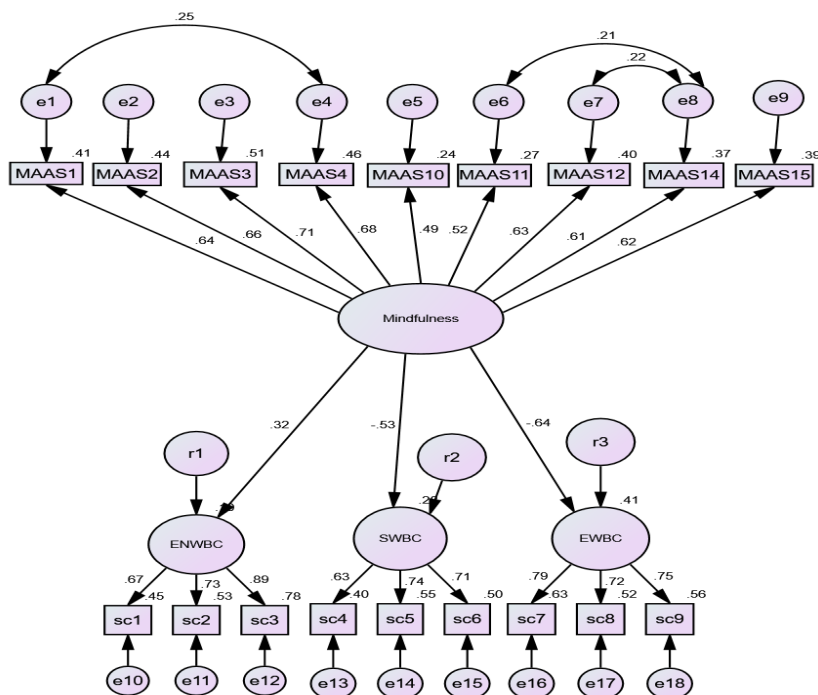 .25
.21
.22
e1 e2 e3 e4 e5 e6 e7 e8 e9
.41 .44 .51 .46 .24 .27 .40 .37 .39
MAAS1 MAAS2 MAAS3 MAAS4 MAAS10 MAAS11 MAAS12 MAAS14 MAAS15
.64 .66 .71 .68 .49 .52 .63 .61 .62
Mindfulness
.32 -.53 -.64
r1 r2 r3
.41
ENWBC SWBC EWBC
.67 .73 .89 .63 .74 .71 .79 .72 .75
.45 .53 .78 .40 .55 .50 .63 .52 .56
sc1 sc2 sc3 sc4 sc5 sc6 sc7 sc8 sc9
e10 e11 e12 e13 e14 e15 e16 e17 e18